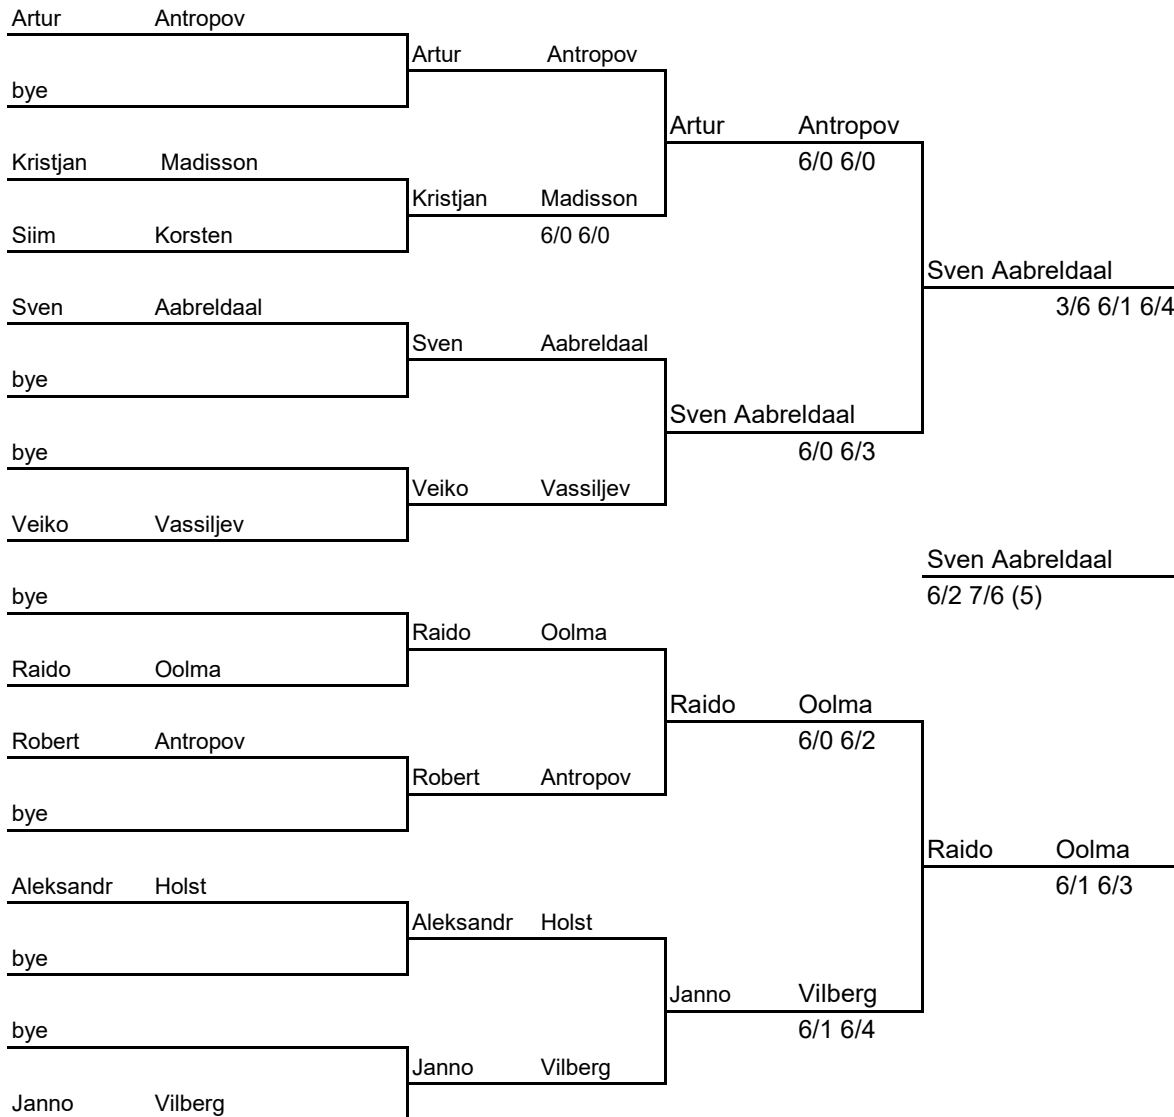 Artur Antropov
Artur Antropov
bye
Artur Antropov
Kristjan Madisson
6/0 6/0
Kristjan Madisson
Siim Korsten
6/0 6/0
Sven Aabreldaal
Sven Aabreldaal
3/6 6/1 6/4
Sven Aabreldaal
bye
Sven Aabreldaal
bye
6/0 6/3
Veiko Vassiljev
Veiko Vassiljev
Sven Aabreldaal
bye
6/2 7/6 (5)
Raido Oolma
Raido Oolma
Raido Oolma
Robert Antropov
6/0 6/2
Robert Antropov
bye
Raido Oolma
Aleksandr Holst
6/1 6/3
Aleksandr Holst
bye
Janno Vilberg
bye
6/1 6/4
Janno Vilberg
Janno Vilberg